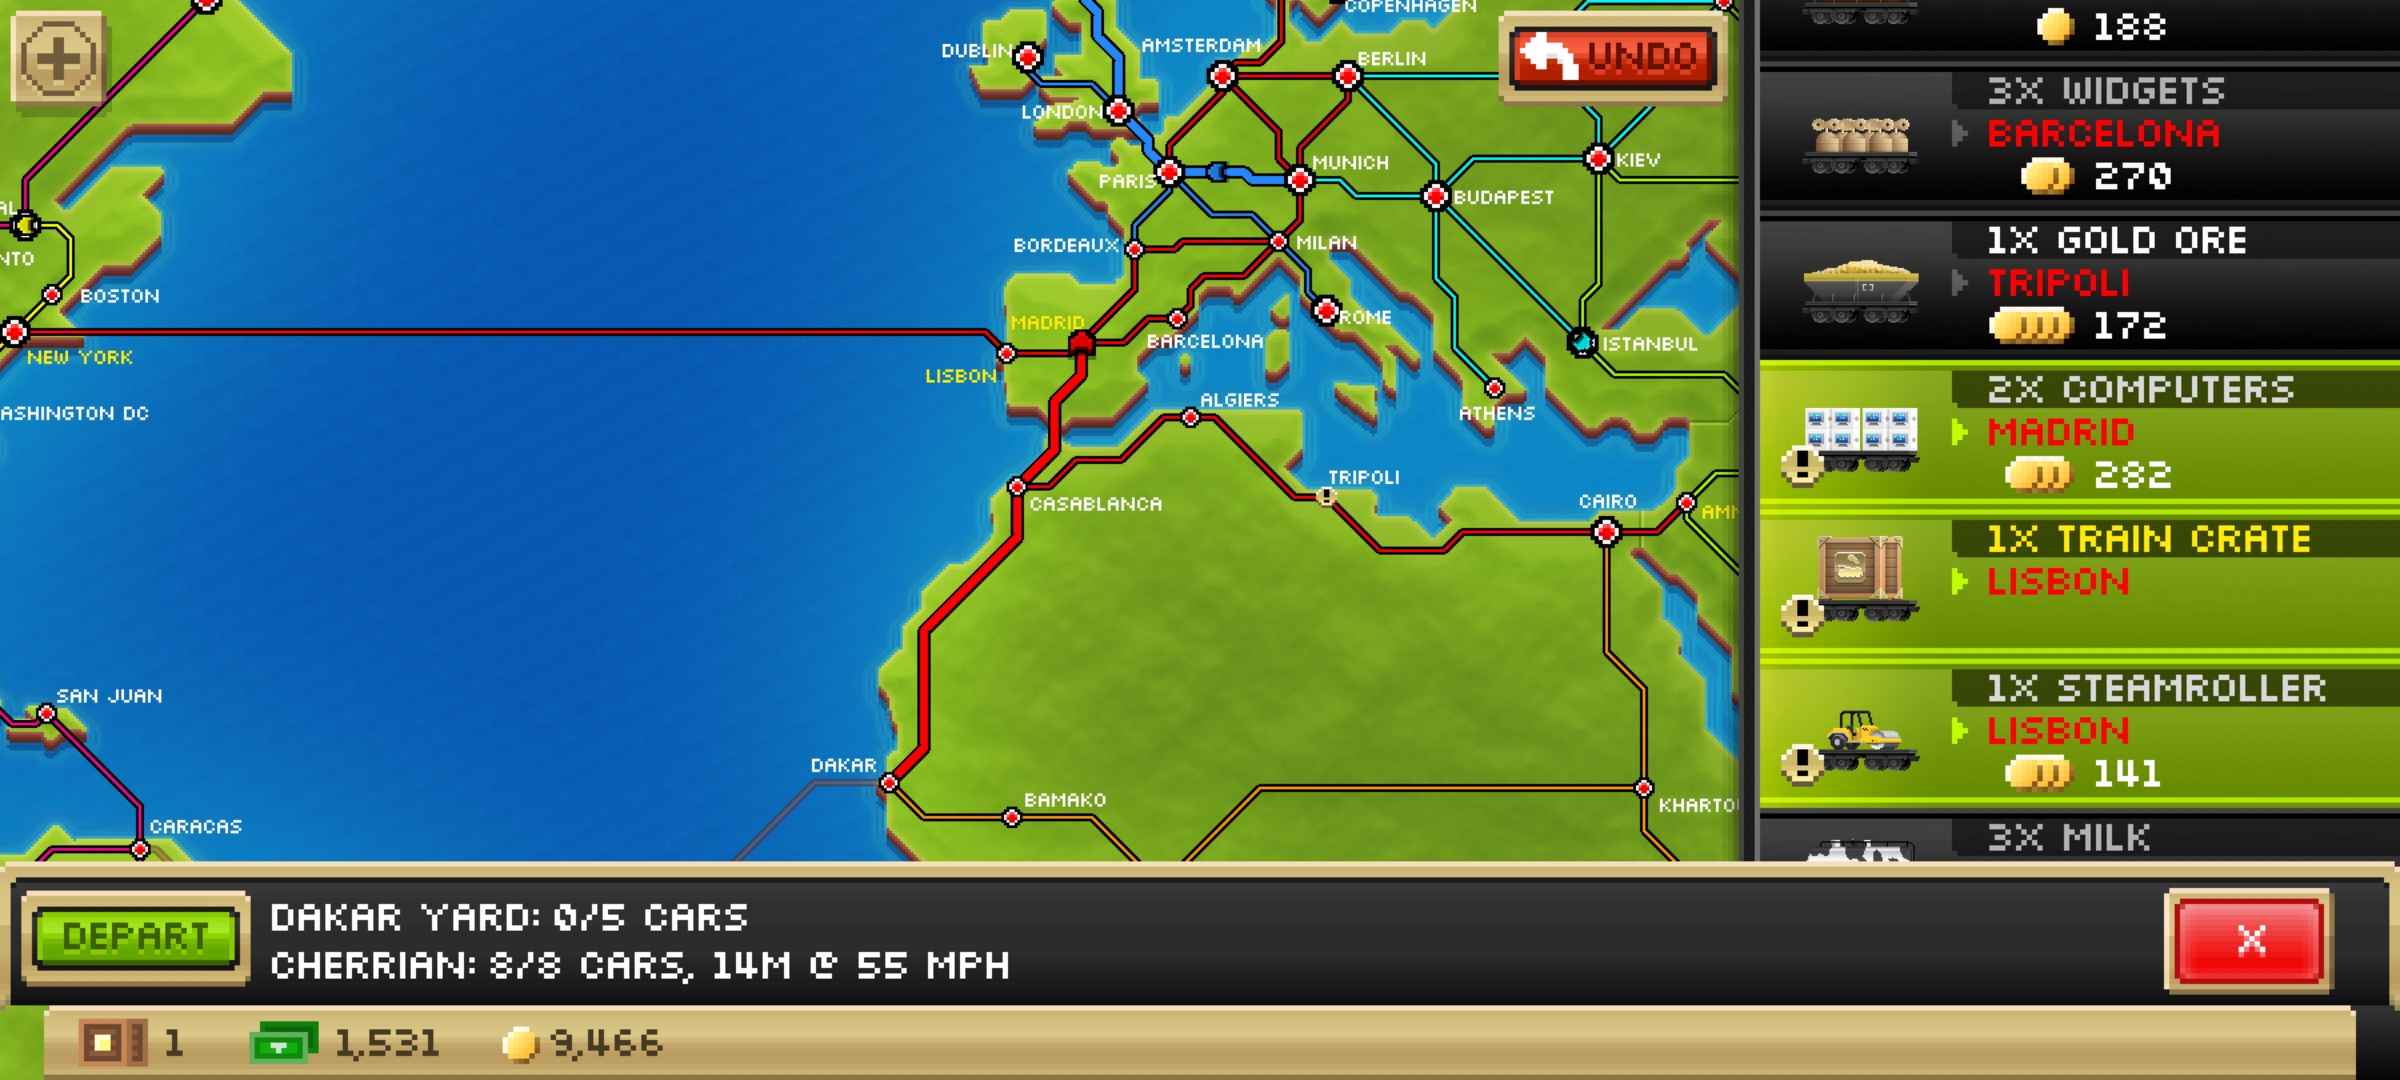 COPENHAGEN
DUBLIN
AMSTERDAM
BERLIN
UNDO
LONDON
PARIS
MUNICH
KIEV
BUDAPEST
BORDEAUX
MILAN
BOSTON
NEW YORK
MADRID
LISBON
BARCELONA
ROME
ISTANBUL
ATHENS
ASHINGTON DC
ALGIERS
TRIPOLI
CASABLANCA
CAIRO
SAN JUAN
DAKAR
BAMAKO
KHARTO
CARACAS
188
3X WIDGETS
BARCELONA
270
1X GOLD ORE
TRIPOLI
172
2X COMPUTERS
MADRID
282
1X TRAIN CRATE
LISBON
1X STEAMROLLER
LISBON
141
3X MILK
DEPART
DAKAR YARD: 0/5 CARS
CHERRIAN: 8/8 CARS, 14M @ 55 MPH
X
1
1,531
9,466